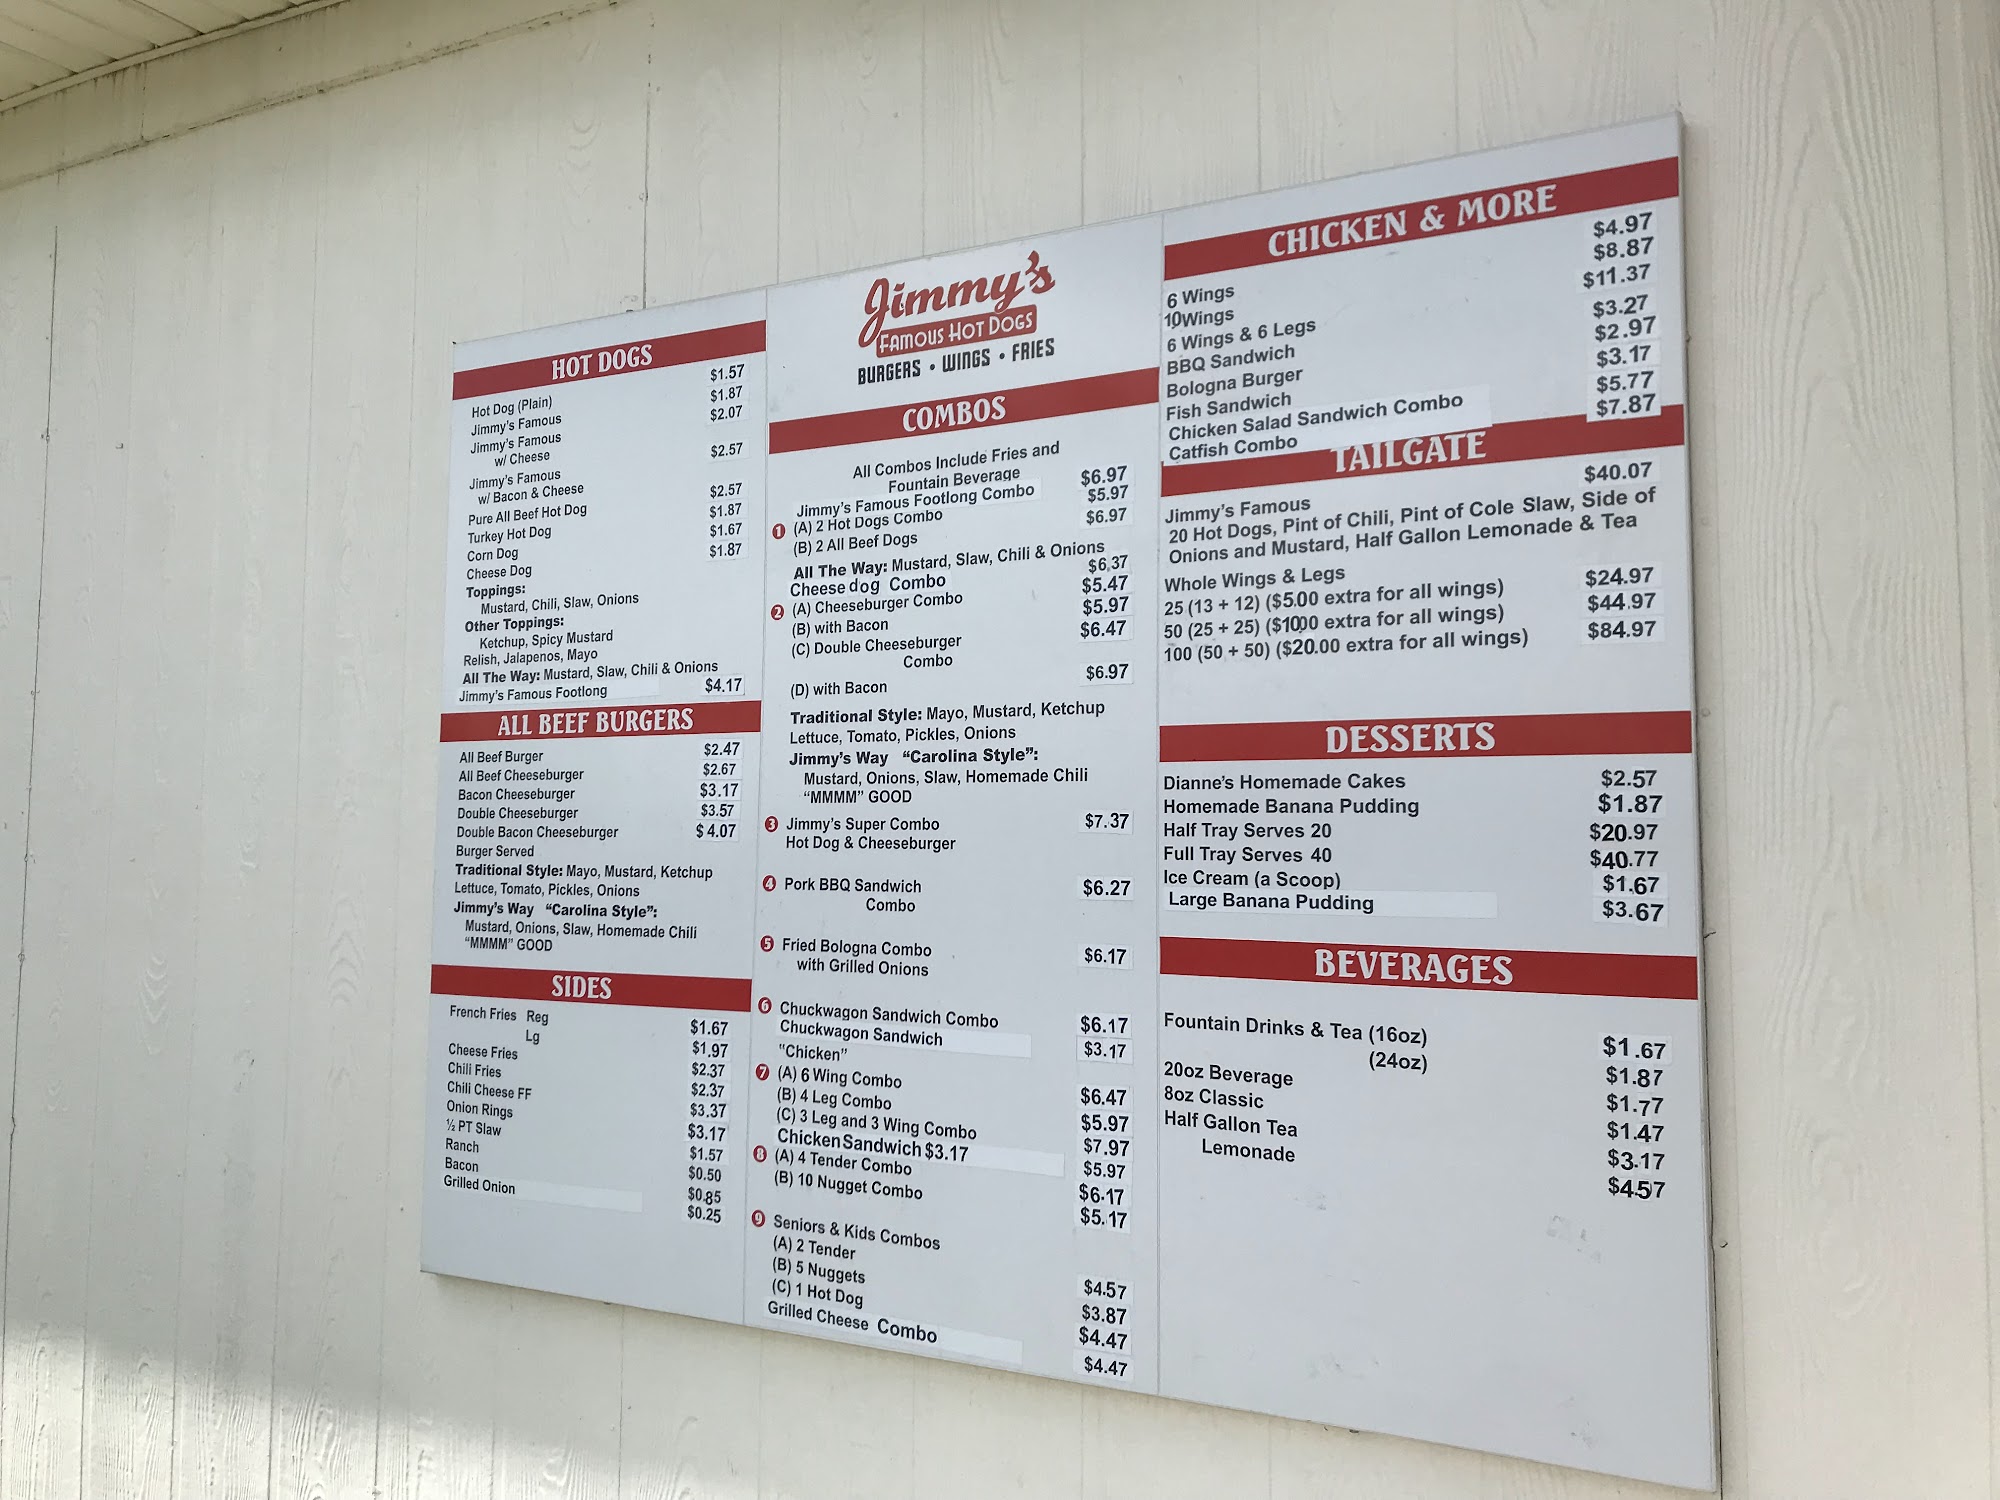 HOT DOGS
Hot Dog (Plain) $1.57
Jimmy's Famous $1.87
Jimmy's Famous $2.07
w/ Cheese
Jimmy's Famous $2.57
w/ Bacon & Cheese
Pure All Beef Hot Dog $2.57
Turkey Hot Dog $1.87
Corn Dog $1.67
Cheese Dog $1.87
Toppings:
Mustard, Chili, Slaw, Onions
Other Toppings:
Ketchup, Spicy Mustard
Relish, Jalapenos, Mayo
All The Way: Mustard, Slaw, Chili & Onions
Jimmy's Famous Footlong $4.17
ALL BEEF BURGERS
All Beef Burger $2.47
All Beef Cheeseburger $2.67
Bacon Cheeseburger $3.17
Double Cheeseburger $3.57
Double Bacon Cheeseburger $4.07
Burger Served
Traditional Style: Mayo, Mustard, Ketchup
Lettuce, Tomato, Pickles, Onions
Jimmy's Way "Carolina Style":
Mustard, Onions, Slaw, Homemade Chili
"MMMM" GOOD
SIDES
French Fries Reg $1.67
Lg $1.97
Cheese Fries $2.37
Chili Fries $2.37
Chili Cheese FF $3.37
Onion Rings $3.17
½ PT Slaw $1.57
Ranch $0.50
Bacon $0.85
Grilled Onion $0.25
Jimmy's
FAMOUS HOT DOGS
BURGERS • WINGS • FRIES
COMBOS
All Combos Include Fries and
Fountain Beverage
Jimmy's Famous Footlong Combo $6.97
1 (A) 2 Hot Dogs Combo $5.97
(B) 2 All Beef Dogs $6.97
All The Way: Mustard, Slaw, Chili & Onions
Cheesedog Combo $6.37
2 (A) Cheeseburger Combo $5.47
(B) with Bacon $5.97
(C) Double Cheeseburger $6.47
Combo
(D) with Bacon $6.97
Traditional Style: Mayo, Mustard, Ketchup
Lettuce, Tomato, Pickles, Onions
Jimmy's Way "Carolina Style":
Mustard, Onions, Slaw, Homemade Chili
"MMMM" GOOD
3 Jimmy's Super Combo $7.37
Hot Dog & Cheeseburger
4 Pork BBQ Sandwich $6.27
Combo
5 Fried Bologna Combo $6.17
with Grilled Onions
6 Chuckwagon Sandwich Combo $6.17
Chuckwagon Sandwich $3.17
"Chicken"
7 (A) 6 Wing Combo $6.47
(B) 4 Leg Combo $5.97
(C) 3 Leg and 3 Wing Combo $7.97
Chicken Sandwich $3.17 $5.97
8 (A) 4 Tender Combo $6.17
(B) 10 Nugget Combo $5.17
9 Seniors & Kids Combos
(A) 2 Tender $4.57
(B) 5 Nuggets $3.87
(C) 1 Hot Dog $4.47
Grilled Cheese Combo $4.47
CHICKEN & MORE
6 Wings $4.97
10Wings $8.87
6 Wings & 6 Legs $11.37
BBQ Sandwich $3.27
Bologna Burger $2.97
Fish Sandwich $3.17
Chicken Salad Sandwich Combo $5.77
Catfish Combo $7.87
TAILGATE
Jimmy's Famous $40.07
20 Hot Dogs, Pint of Chili, Pint of Cole Slaw, Side of
Onions and Mustard, Half Gallon Lemonade & Tea
Whole Wings & Legs
25 (13 + 12) ($5.00 extra for all wings) $24.97
50 (25 + 25) ($10.00 extra for all wings) $44.97
100 (50 + 50) ($20.00 extra for all wings) $84.97
DESSERTS
Dianne's Homemade Cakes $2.57
Homemade Banana Pudding $1.87
Half Tray Serves 20 $20.97
Full Tray Serves 40 $40.77
Ice Cream (a Scoop) $1.67
Large Banana Pudding $3.67
BEVERAGES
Fountain Drinks & Tea (16oz) $1.67
(24oz) $1.87
20oz Beverage $1.77
8oz Classic $1.47
Half Gallon Tea $3.17
Lemonade $4.57